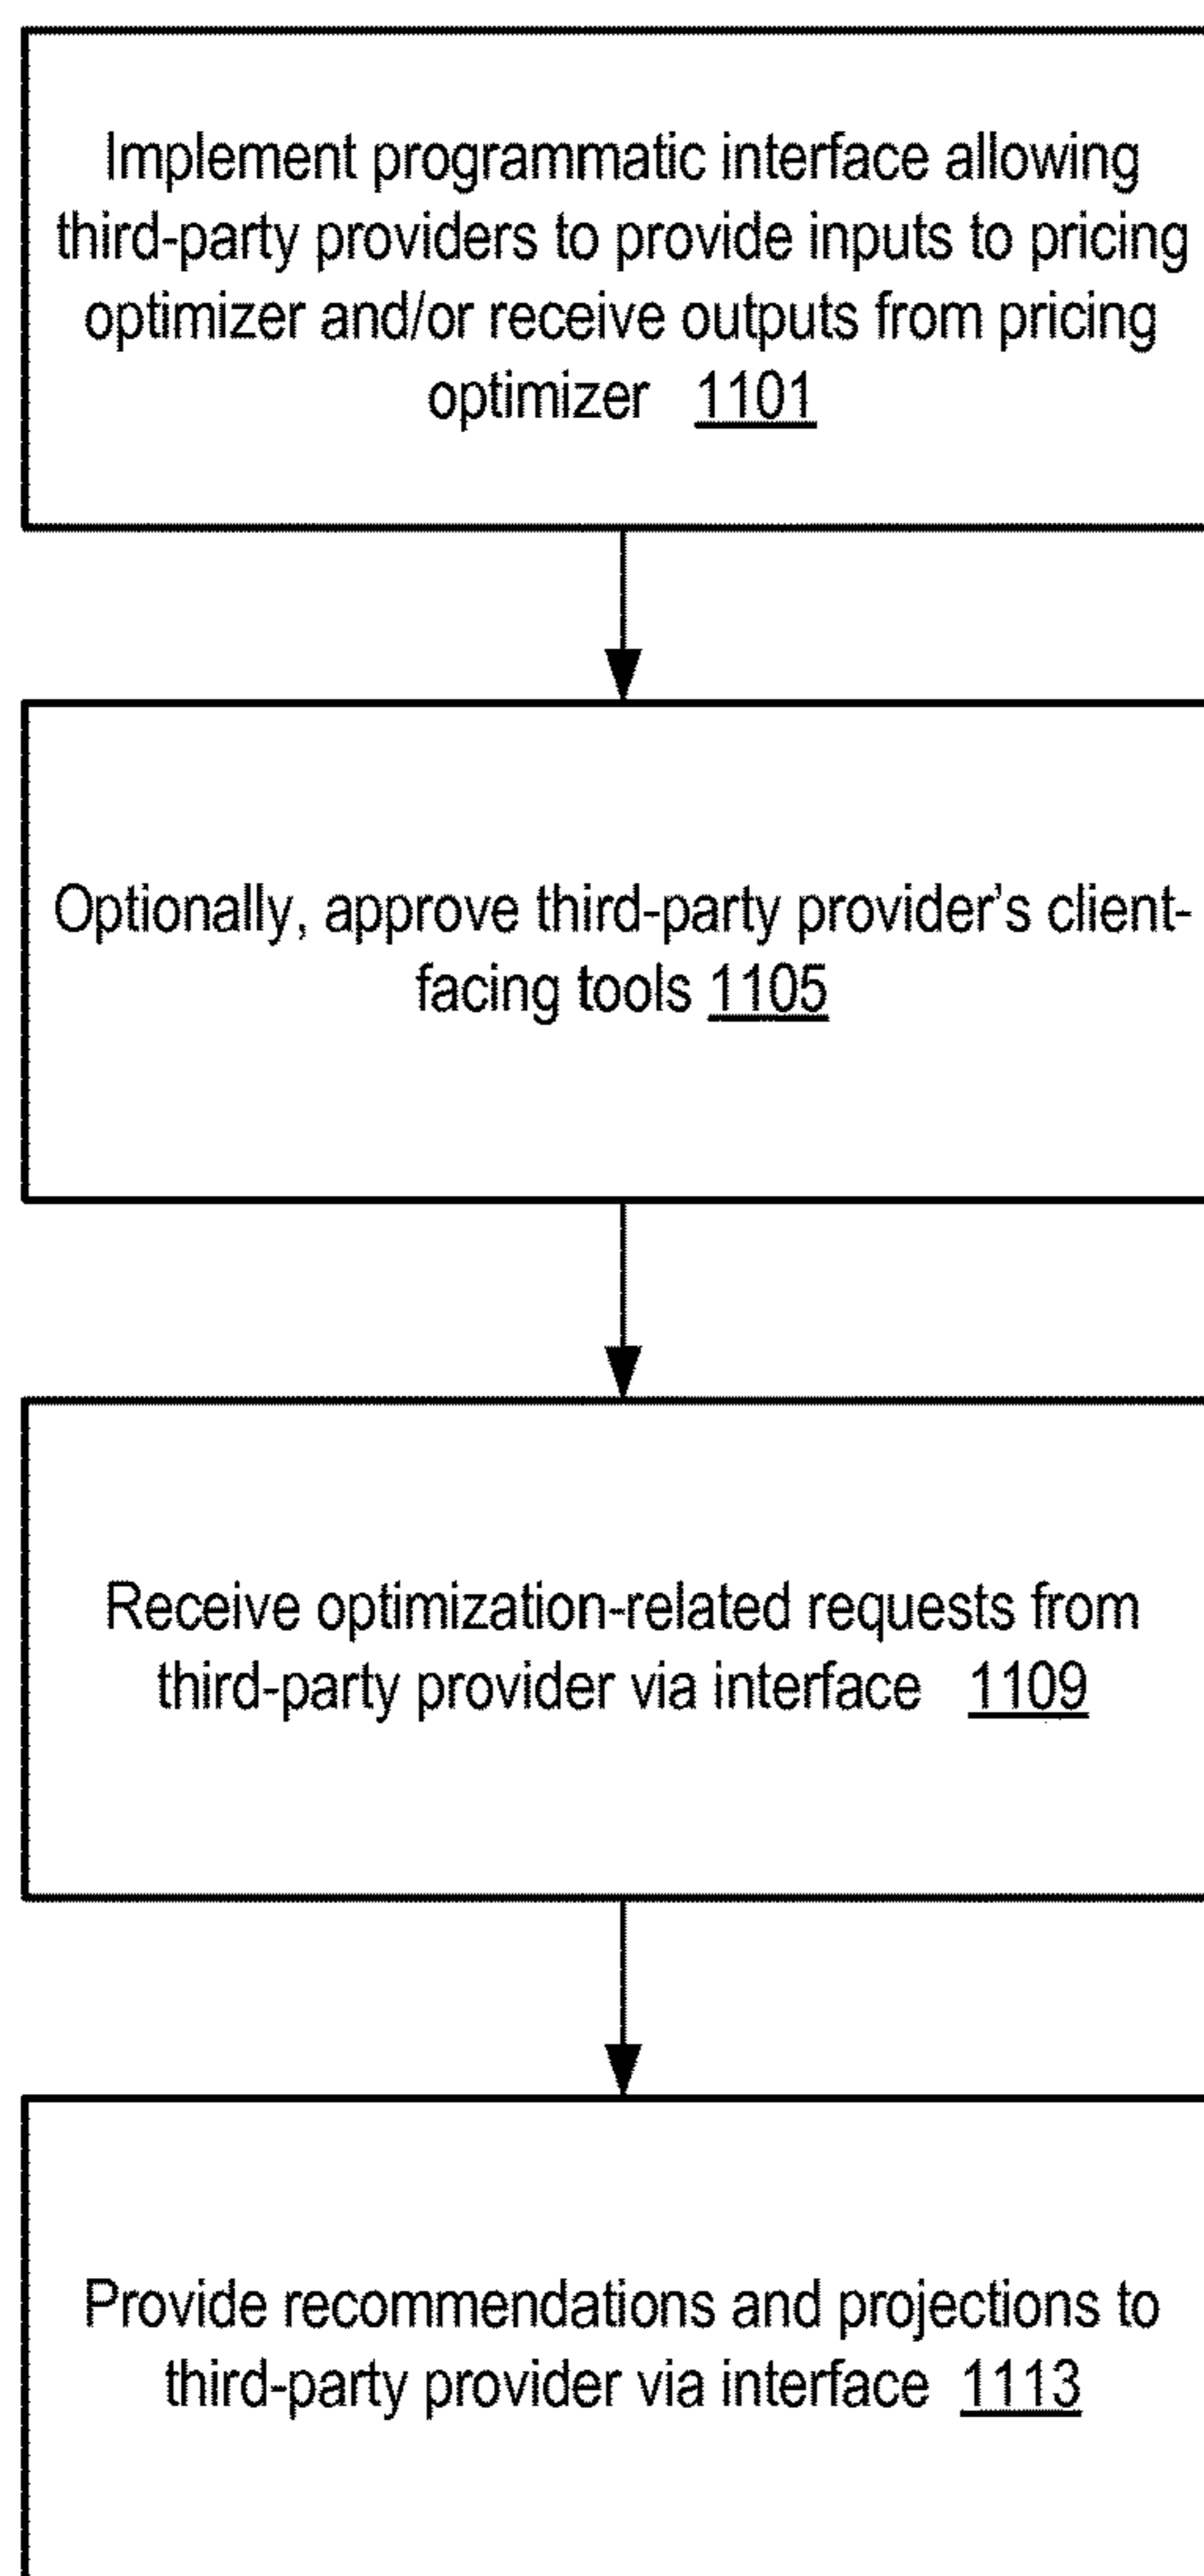 Implement programmatic interface allowing
third-party providers to provide inputs to pricing
optimizer and/or receive outputs from pricing
optimizer 1101
Optionally, approve third-party provider's client-
facing tools 1105
Receive optimization-related requests from
third-party provider via interface 1109
Provide recommendations and projections to
third-party provider via interface 1113